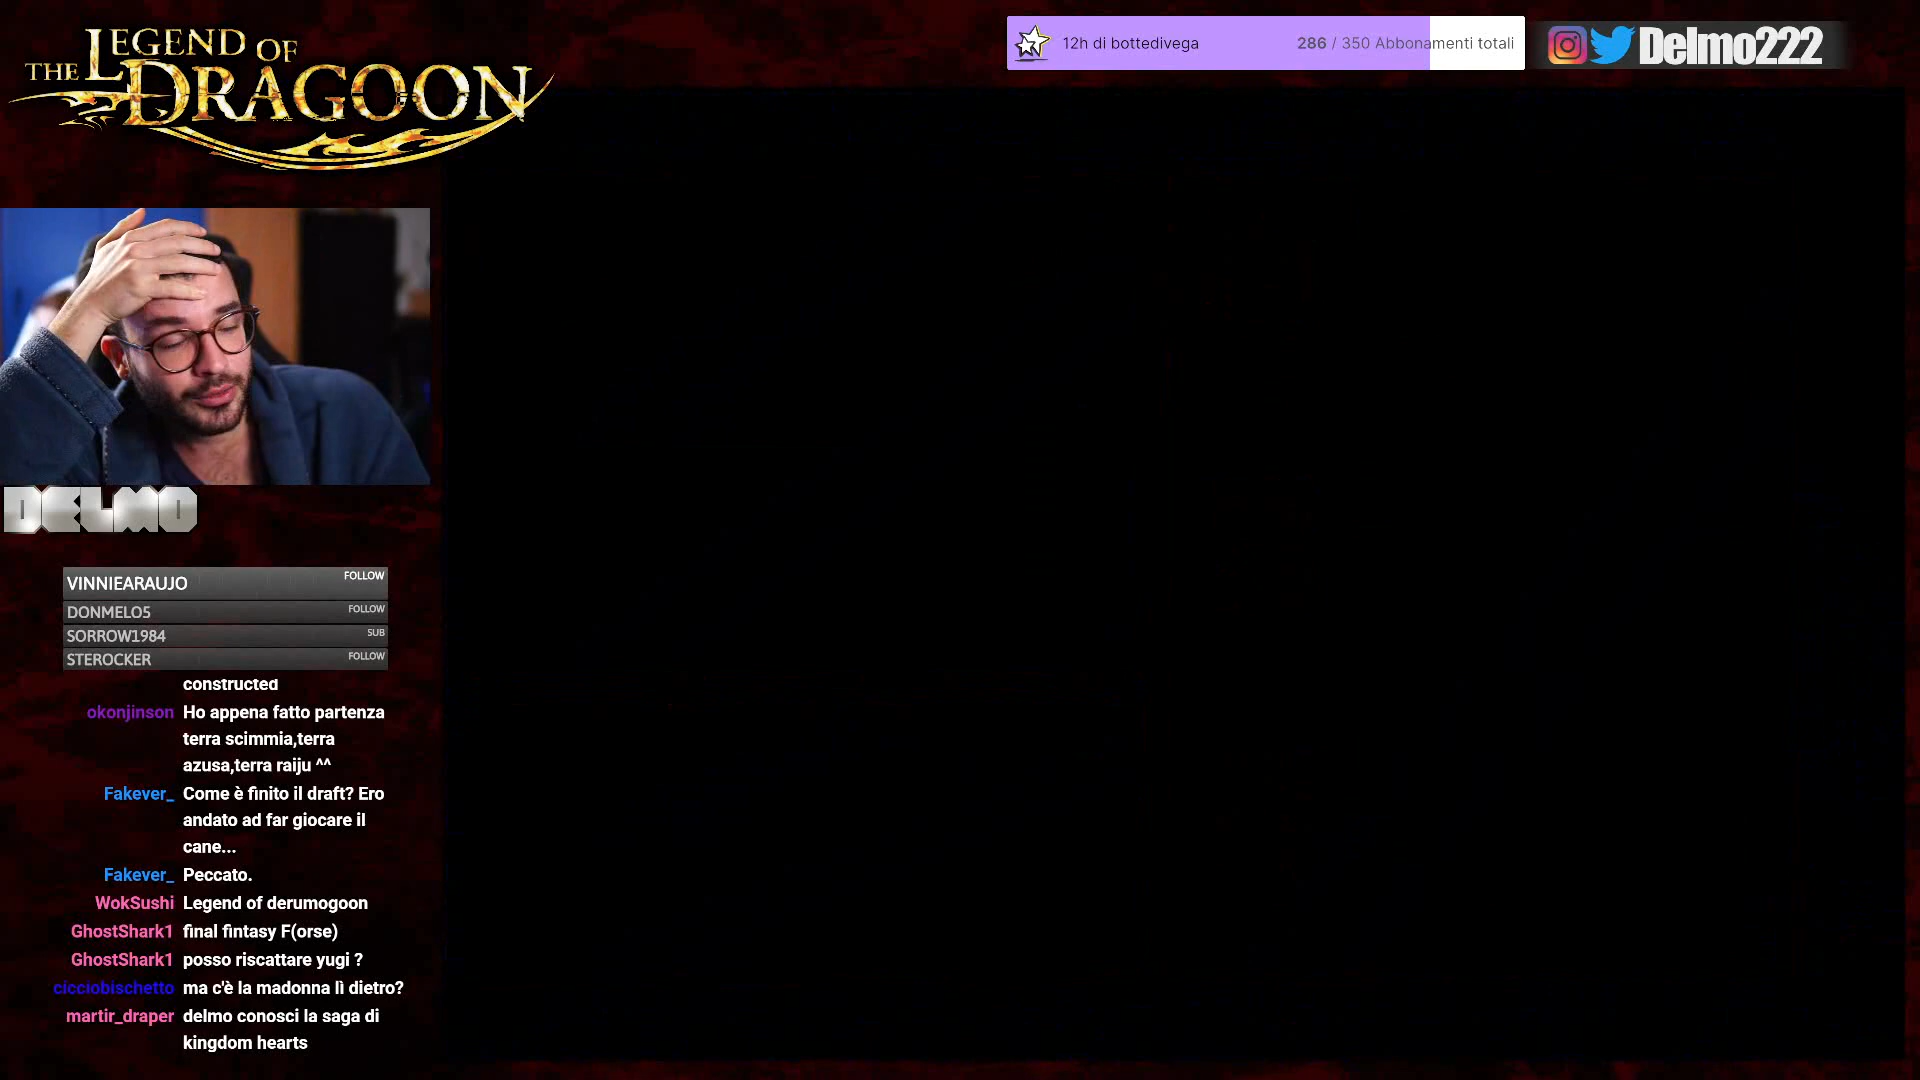 THE LEGEND OF
DRAGOON
12h di bottedivega 286 / 350 Abbonamenti totali
Delmo222
DELMO
VINNIEARAUJO FOLLOW
DONMELO5 FOLLOW
SORROW1984 SUB
STEROCKER FOLLOW
constructed
okonjinson Ho appena fatto partenza
terra scimmia,terra
azusa,terra raiju ^^
Fakever_ Come è finito il draft? Ero
andato ad far giocare il
cane...
Fakever_ Peccato.
WokSushi Legend of derumogoon
GhostShark1 final fintasy F(orse)
GhostShark1 posso riscattare yugi ?
cicciobischetto ma c'è la madonna lì dietro?
martir_draper delmo conosci la saga di
kingdom hearts